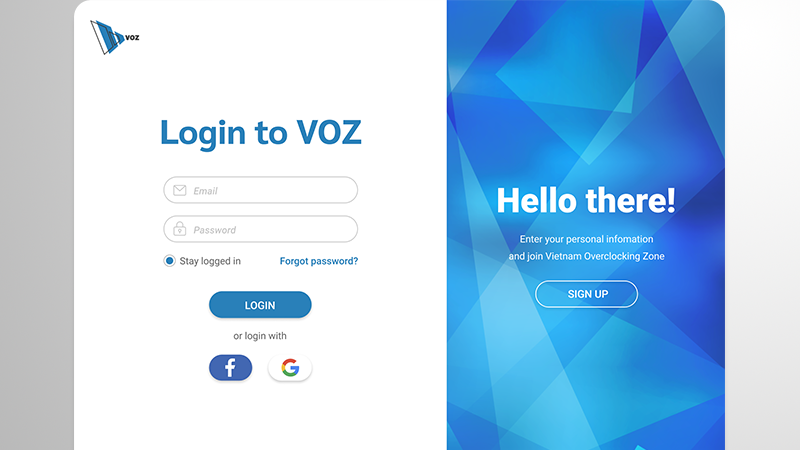 VOZ
Login to VOZ
Email
Password
Stay logged in
Forgot password?
LOGIN
or login with
f
G
Hello there!
Enter your personal infomation
and join Vietnam Overclocking Zone
SIGN UP